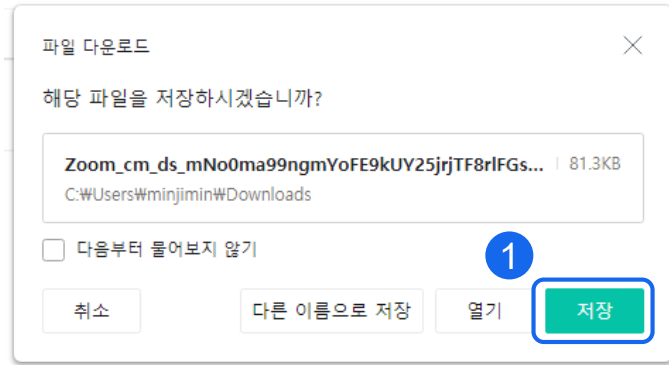 파일 다운로드
해당 파일을 저장하시겠습니까?
Zoom_cm_ds_mNo0ma99ngmYoFE9kUY25jrjTF8rlFGs... 81.3KB
C:₩Users₩minjimin₩Downloads
다음부터 물어보지 않기
1
취소 다른 이름으로 저장 열기 저장